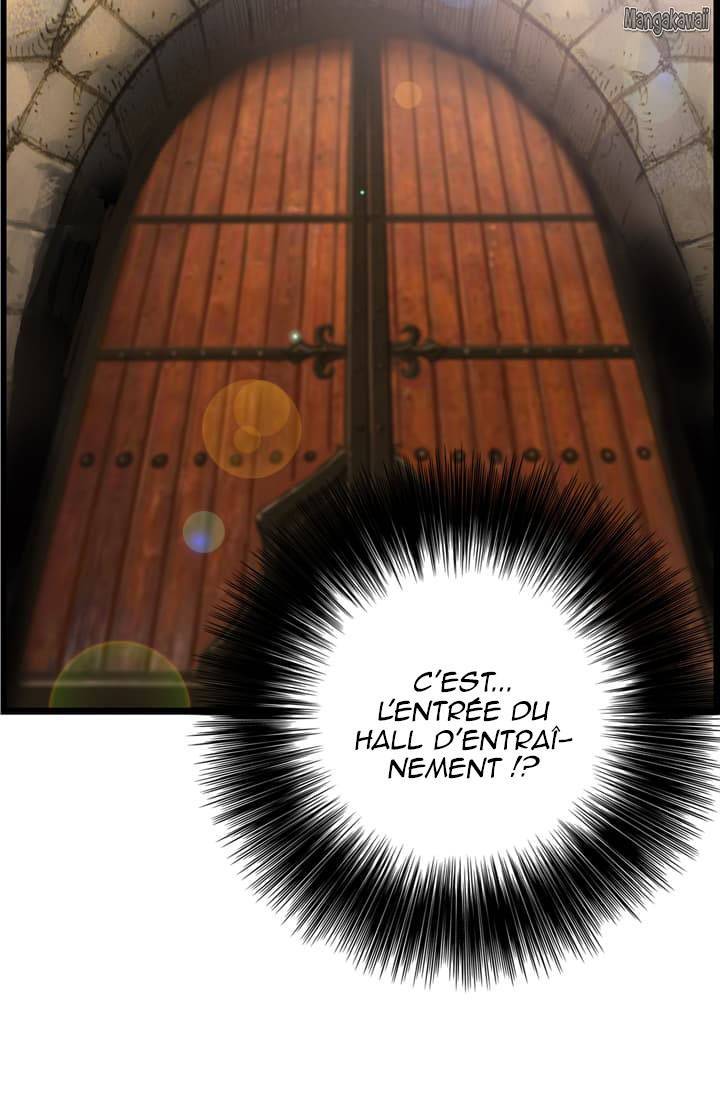 Mangakawaii
C'EST...
L'ENTRÉE DU
HALL D'ENTRAÎ-
NEMENT !?